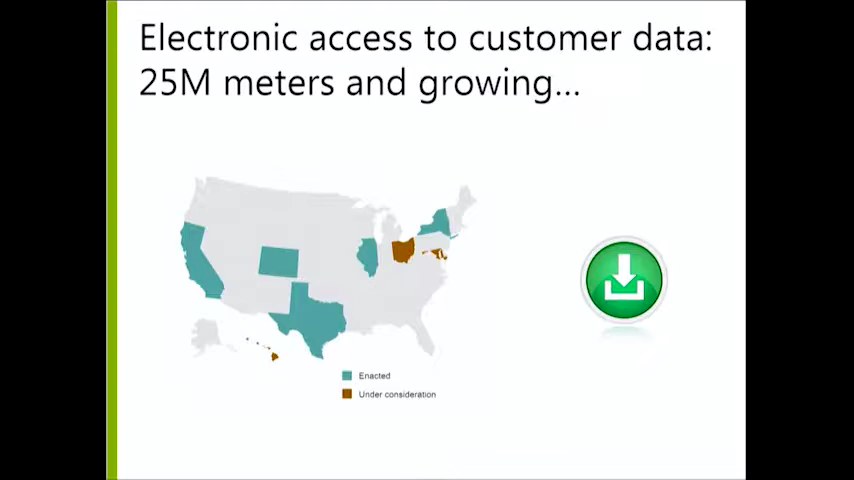 Electronic access to customer data:
25M meters and growing...
Enacted
Under consideration